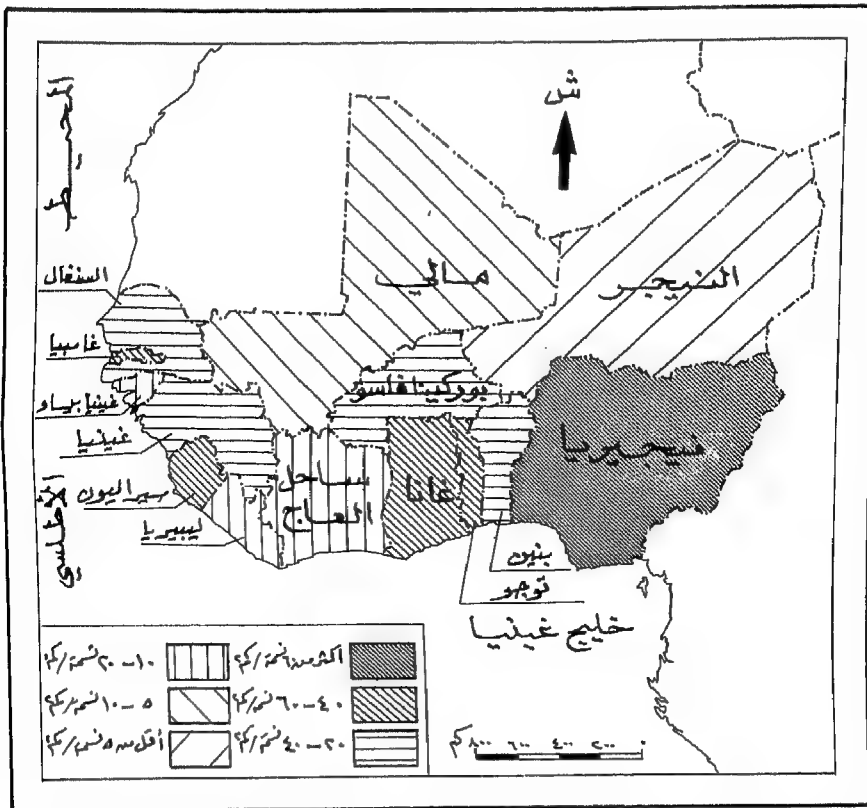 المحيط
الأطلسي
ش
مالي
النيجر
السنغال
غامبيا
غينيا بيساو
غينيا
سيراليون
ليبيريا
بوركينافاسو
ساحل
العاج
غانا
نيجيريا
بنين
توجو
خليج غينيا
أكثر من ٦٠ نسمة/كم٢
٤٠ – ٦٠ نسمة/كم٢
٢٠ – ٤٠ نسمة/كم٢
١٠ – ٢٠ نسمة/كم٢
٥ – ١٠ نسمة/كم٢
أقل من ٥ نسمة/كم٢
٠ ٢٠٠ ٤٠٠ ٦٠٠ ٨٠٠ كم